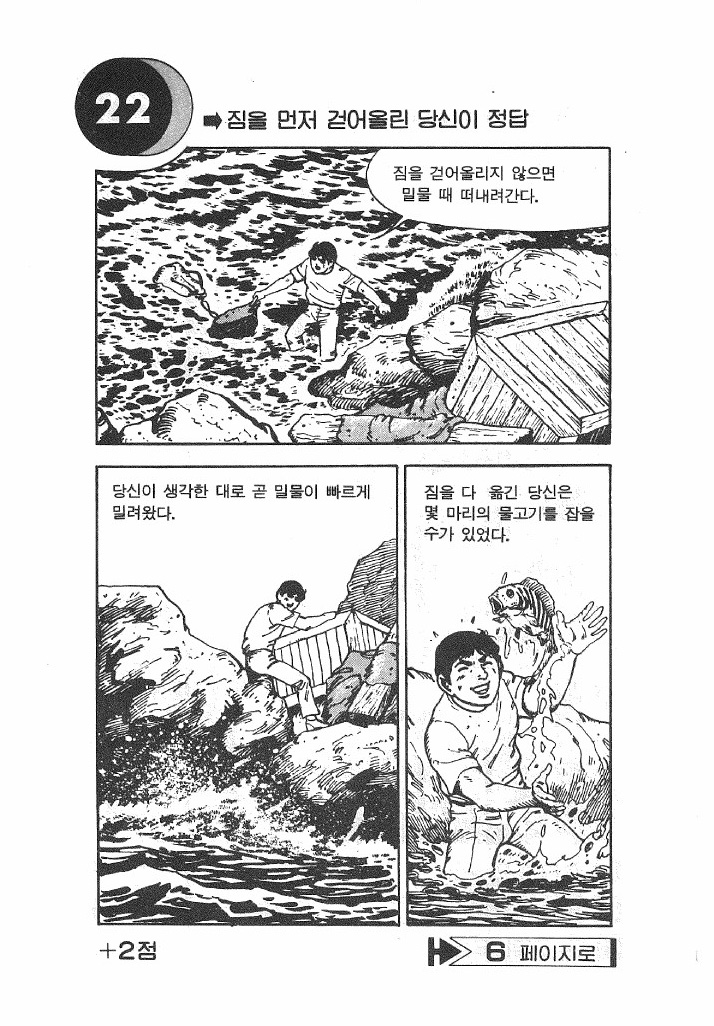 22
➡짐을 먼저 걷어올린 당신이 정답
짐을 걷어올리지 않으면
밀물 때 떠내려간다.
당신이 생각한 대로 곧 밀물이 빠르게
밀려왔다.
짐을 다 옮긴 당신은
몇 마리의 물고기를 잡을
수가 있었다.
+2점
6 페이지로